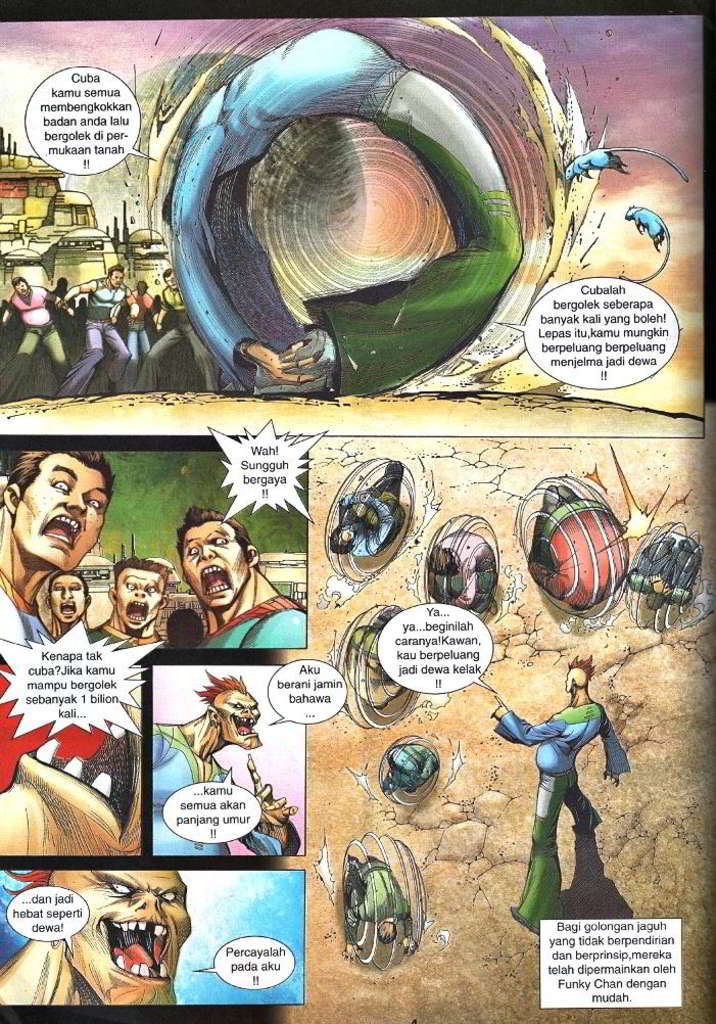 Cuba
kamu semua
membengkokkan
badan anda lalu
bergolek di per-
mukaan tanah
!!
Cubalah
bergolek seberapa
banyak kali yang boleh!
Lepas itu,kamu mungkin
berpeluang berpeluang
menjelma jadi dewa
!!
Wah!
Sungguh
bergaya
!!
Kenapa tak
cuba?Jika kamu
mampu bergolek
sebanyak 1 bilion
kali...
Aku
berani jamin
bahawa
...
...kamu
semua akan
panjang umur
!!
...dan jadi
hebat seperti
dewa!
Percayalah
pada aku
!!
Ya...
ya...beginilah
caranya!Kawan,
kau berpeluang
jadi dewa kelak
!!
Bagi golongan jaguh
yang tidak berpendirian
dan berprinsip,mereka
telah dipermainkan oleh
Funky Chan dengan
mudah.